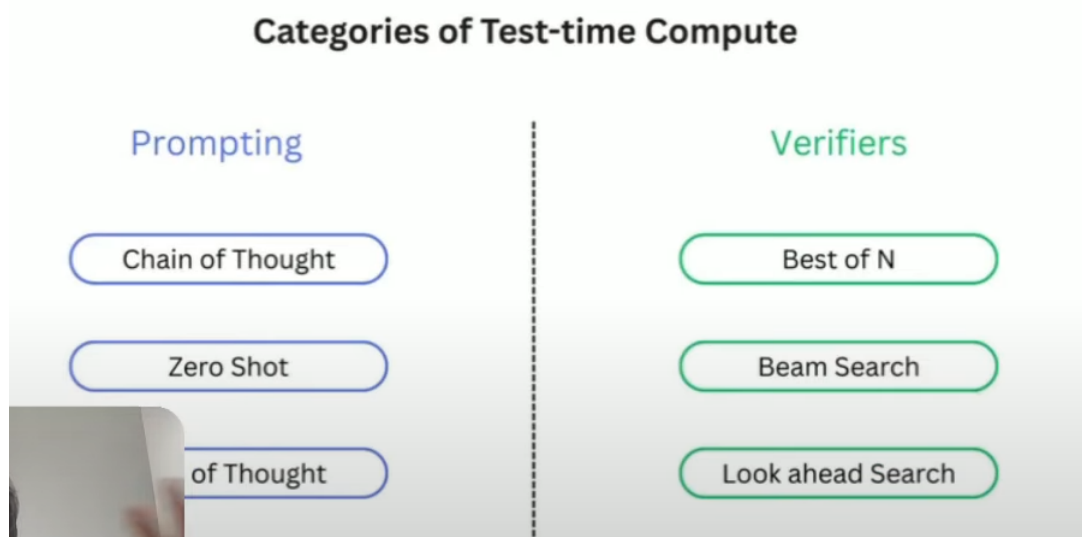 Categories of Test-time Compute
Prompting
Verifiers
Chain of Thought
Best of N
Zero Shot
Beam Search
of Thought
Look ahead Search